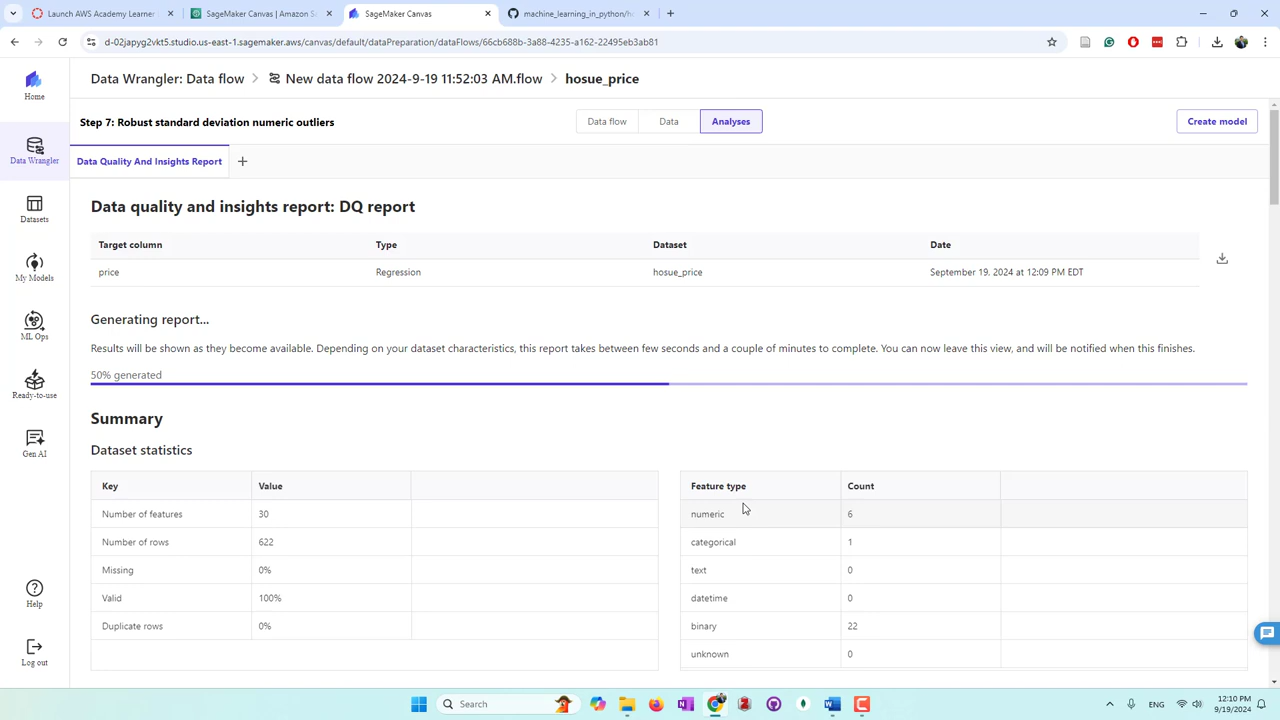 Launch AWS Academy Learner
SageMaker Canvas | Amazon S
SageMaker Canvas
machine_learning_in_python/ho
d-02japyg2vkt5.studio.us-east-1.sagemaker.aws/canvas/default/dataPreparation/dataFlows/66cb688b-3a88-4235-a162-22495eb3ab81
Home
Data Wrangler
Datasets
My Models
ML Ops
Ready-to-use
Gen AI
Help
Log out
Data Wrangler: Data flow > New data flow 2024-9-19 11:52:03 AM.flow > hosue_price
Step 7: Robust standard deviation numeric outliers
Data flow Data Analyses
Create model
Data Quality And Insights Report +
Data quality and insights report: DQ report
Target column Type Dataset Date
price Regression hosue_price September 19, 2024 at 12:09 PM EDT
Generating report...
Results will be shown as they become available. Depending on your dataset characteristics, this report takes between few seconds and a couple of minutes to complete. You can now leave this view, and will be notified when this finishes.
50% generated
Summary
Dataset statistics
Key Value
Number of features 30
Number of rows 622
Missing 0%
Valid 100%
Duplicate rows 0%
Feature type Count
numeric 6
categorical 1
text 0
datetime 0
binary 22
unknown 0
Search
ENG
12:10 PM
9/19/2024